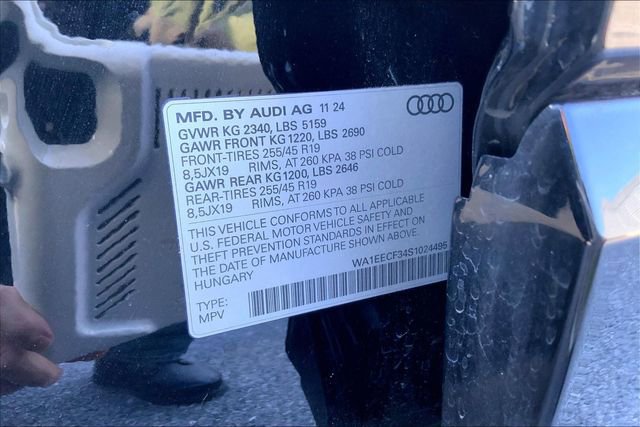 MFD. BY AUDI AG 11 24
GVWR KG 2340, LBS 5159
GAWR FRONT KG1220, LBS 2690
FRONT-TIRES 255/45 R19
8,5JX19 RIMS, AT 260 KPA 38 PSI COLD
GAWR REAR KG1200, LBS 2646
REAR-TIRES 255/45 R19
8,5JX19 RIMS, AT 260 KPA 38 PSI COLD
THIS VEHICLE CONFORMS TO ALL APPLICABLE
U.S. FEDERAL MOTOR VEHICLE SAFETY AND
THEFT PREVENTION STANDARDS IN EFFECT ON
THE DATE OF MANUFACTURE SHOWN ABOVE.
HUNGARY WA1EECF34S1024495
TYPE:
MPV